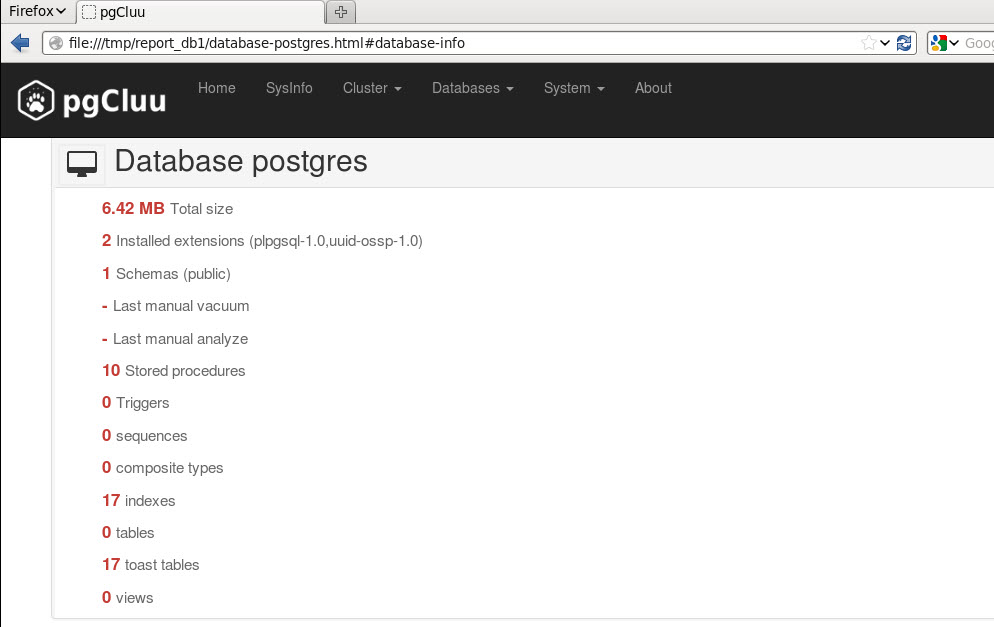 Firefox
pgCluu
file:///tmp/report_db1/database-postgres.html#database-info
Goog
pgCluu
Home SysInfo Cluster Databases System About
Database postgres
6.42 MB Total size
2 Installed extensions (plpgsql-1.0,uuid-ossp-1.0)
1 Schemas (public)
- Last manual vacuum
- Last manual analyze
10 Stored procedures
0 Triggers
0 sequences
0 composite types
17 indexes
0 tables
17 toast tables
0 views